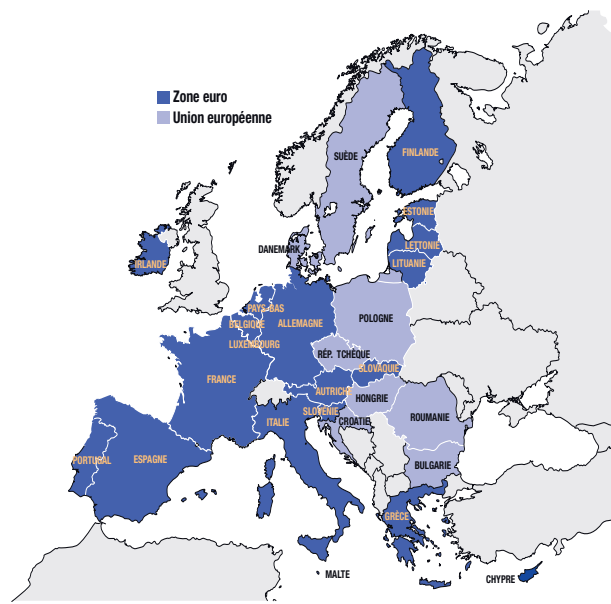 Zone euro
Union européenne
SUÈDE
FINLANDE
ESTONIE
LETTONIE
LITUANIE
DANEMARK
IRLANDE
PAYS-BAS
BELGIQUE
ALLEMAGNE
POLOGNE
LUXEMBOURG
RÉP. TCHÈQUE
SLOVAQUIE
FRANCE
AUTRICHE
HONGRIE
SLOVÉNIE
ITALIE
CROATIE
ROUMANIE
PORTUGAL
ESPAGNE
BULGARIE
GRÈCE
MALTE
CHYPRE